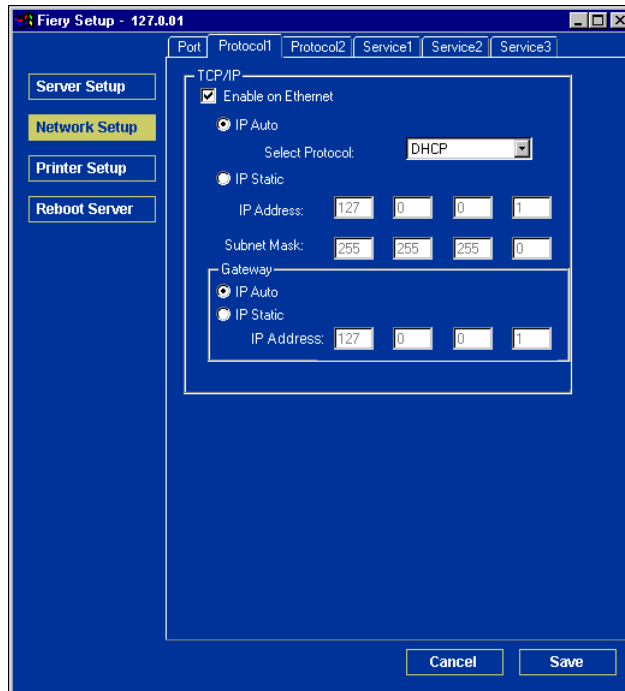 Fiery Setup - 127.0.01
Port Protocol1 Protocol2 Service1 Service2 Service3
Server Setup
Network Setup
Printer Setup
Reboot Server
TCP/IP
Enable on Ethernet
IP Auto
Select Protocol: DHCP
IP Static
IP Address: 127 0 0 1
Subnet Mask: 255 255 255 0
Gateway
IP Auto
IP Static
IP Address: 127 0 0 1
Cancel Save